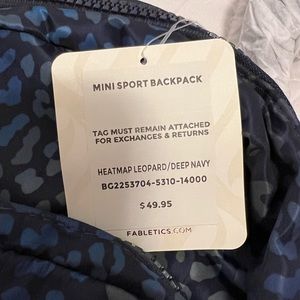 MINI SPORT BACKPACK
TAG MUST REMAIN ATTACHED
FOR EXCHANGES & RETURNS
HEATMAP LEOPARD/DEEP NAVY
BG2253704-5310-14000
$49.95
FABLETICS.COM